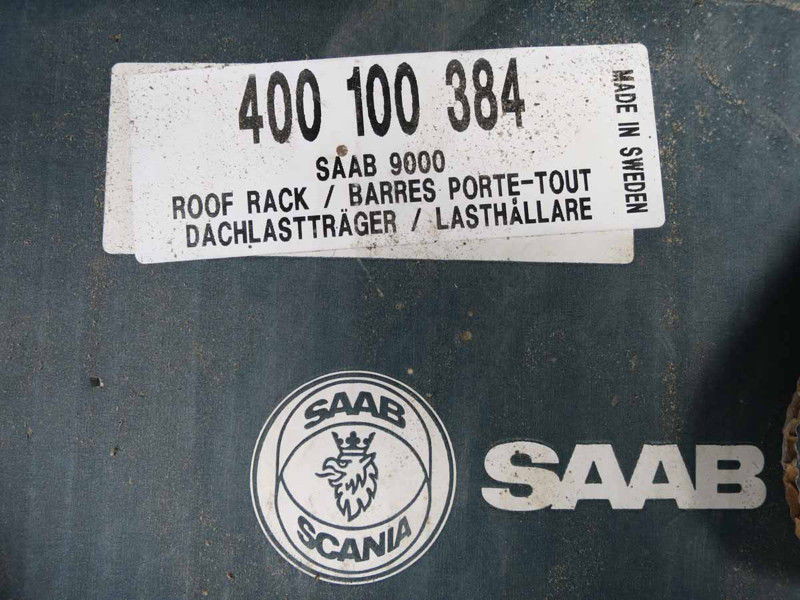 400 100 384
SAAB 9000
ROOF RACK / BARRES PORTE-TOUT
DACHLASTTRÄGER / LASTHÅLLARE
MADE IN SWEDEN
SAAB
SCANIA
SAAB